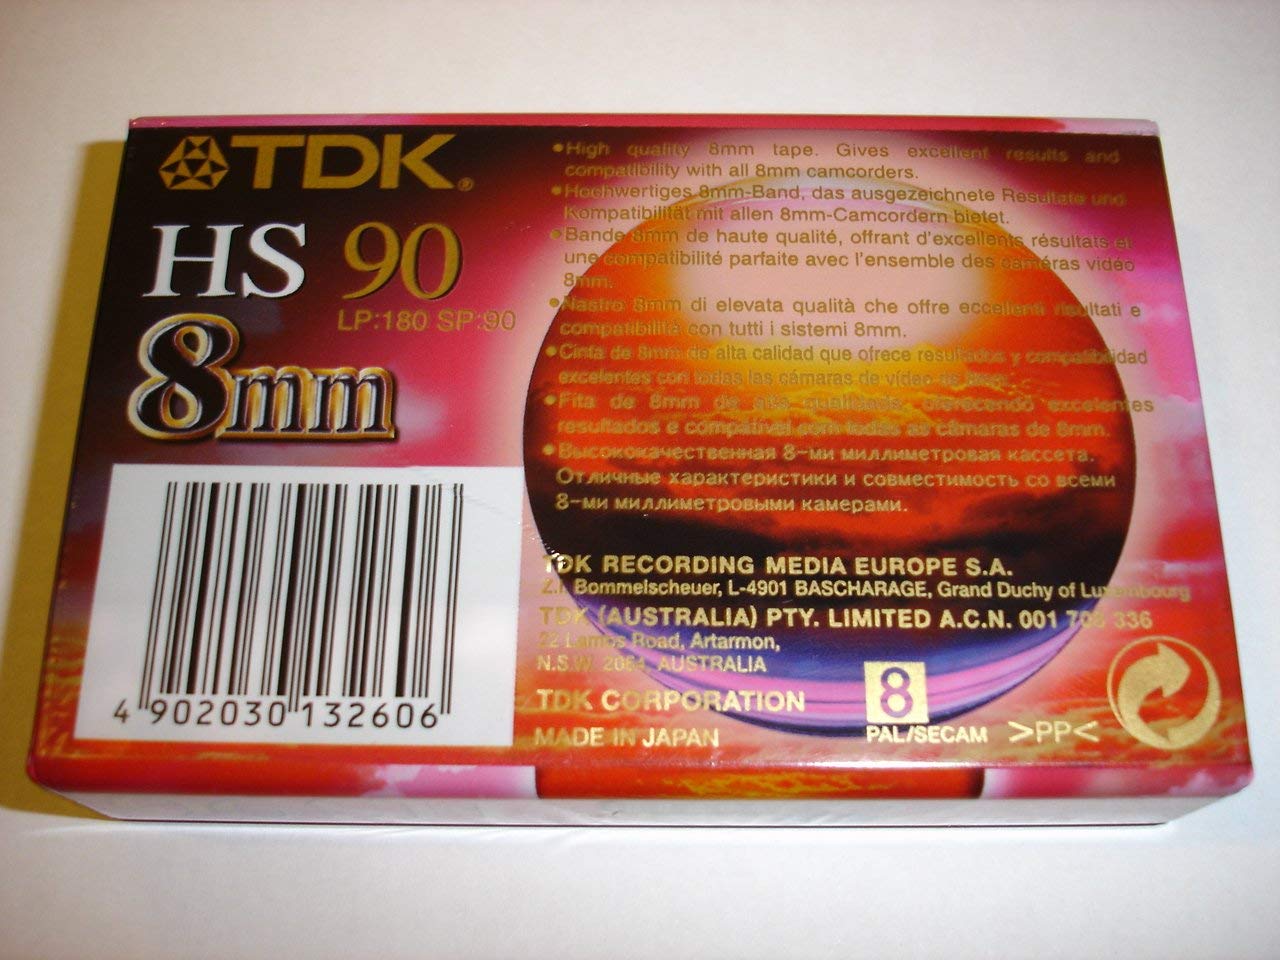 TDK®
HS 90
LP:180 SP:90
8mm
•High quality 8mm tape. Gives excellent results and
compatibility with all 8mm camcorders.
•Hochwertiges 8mm-Band, das ausgezeichnete Resultate und
Kompatibilität mit allen 8mm-Camcordern bietet.
•Bande 8mm de haute qualité, offrant d'excellents résultats et
une compatibilité parfaite avec l'ensemble des caméras vidéo
8mm.
•Nastro 8mm di elevata qualità che offre eccellenti risultati e
compatibilità con tutti i sistemi 8mm.
•Cinta de 8mm de alta calidad que ofrece resultados y compatibilidad
excelentes con todas las cámaras de vídeo de 8mm.
•Fita de 8mm de alta qualidade, oferecendo excelentes
resultados e compatível com todas as câmaras de 8mm.
•Высококачественная 8-ми миллиметровая кассета.
Отличные характеристики и совместимость со всеми
8-ми миллиметровыми камерами.
TDK RECORDING MEDIA EUROPE S.A.
Z.I. Bommelscheuer, L-4901 BASCHARAGE, Grand Duchy of Luxembourg
TDK (AUSTRALIA) PTY. LIMITED A.C.N. 001 708 336
22 Lambs Road, Artarmon,
N.S.W. 2064, AUSTRALIA
TDK CORPORATION
MADE IN JAPAN
8
PAL/SECAM
>PP<
4 902030 132606